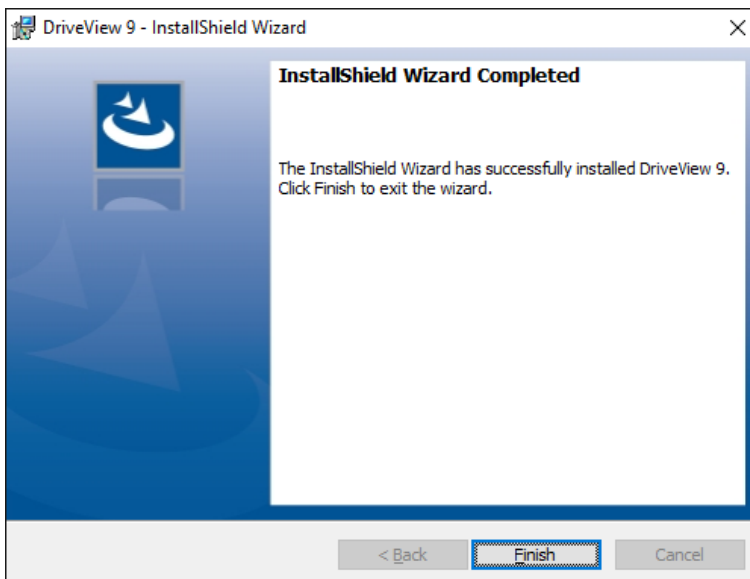 DriveView 9 - InstallShield Wizard
InstallShield Wizard Completed
The InstallShield Wizard has successfully installed DriveView 9.
Click Finish to exit the wizard.
< Back
Finish
Cancel